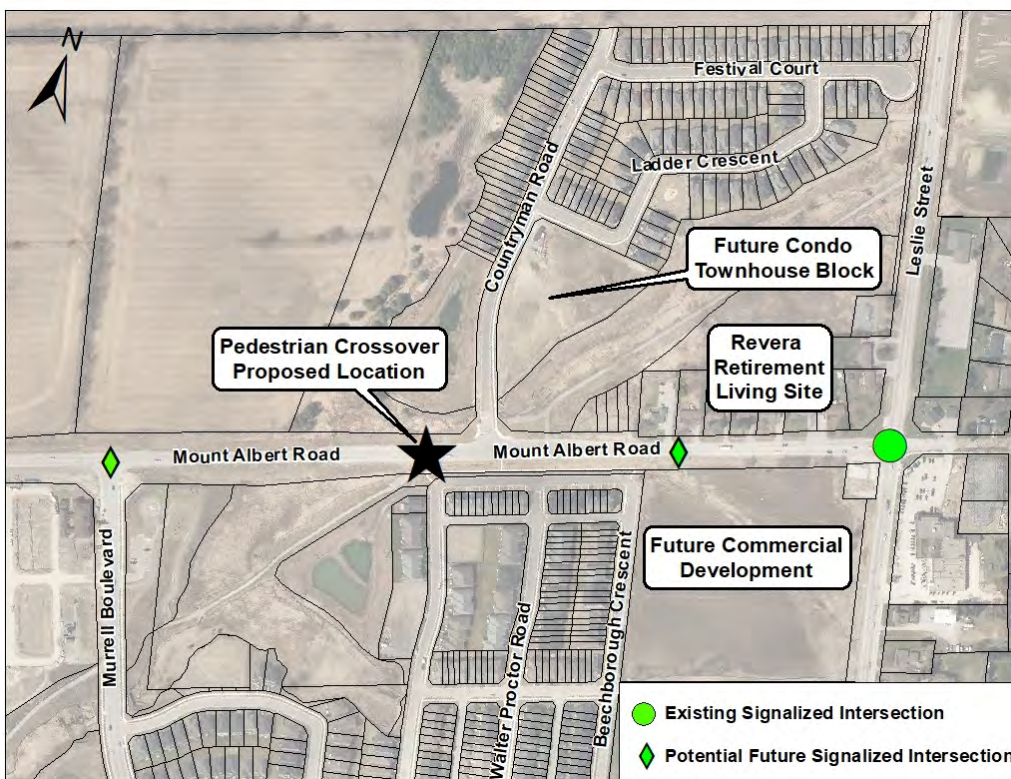 N
Festival Court
Ladder Crescent
Countryman Road
Leslie Street
Future Condo
Townhouse Block
Pedestrian Crossover
Proposed Location
Revera
Retirement
Living Site
Mount Albert Road
Mount Albert Road
Murrell Boulevard
Future Commercial
Development
Walter Proctor Road
Beechborough Crescent
Existing Signalized Intersection
Potential Future Signalized Intersection